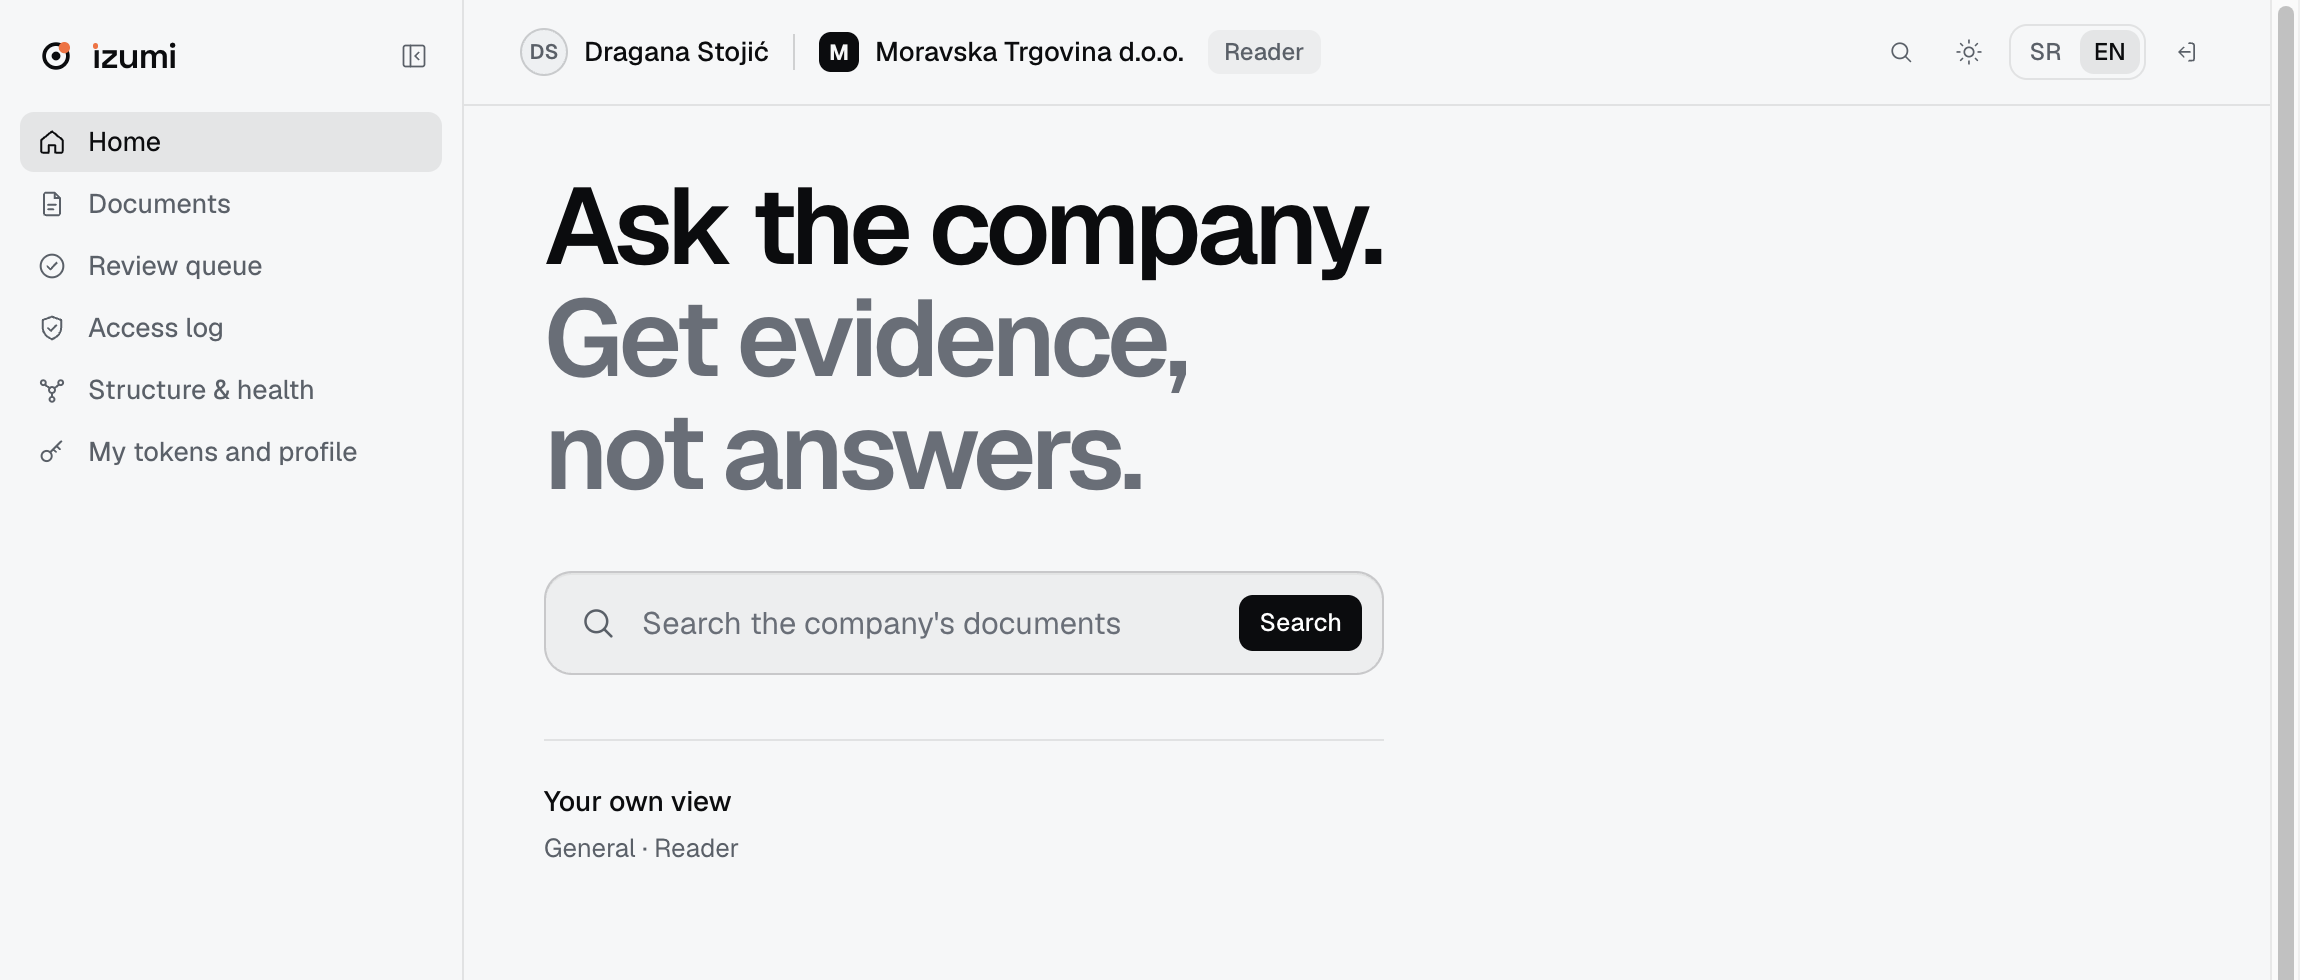 izumi
Home
Documents
Review queue
Access log
Structure & health
My tokens and profile
DS Dragana Stojić M Moravska Trgovina d.o.o. Reader SR EN
Ask the company.
Get evidence,
not answers.
Search the company's documents Search
Your own view
General · Reader